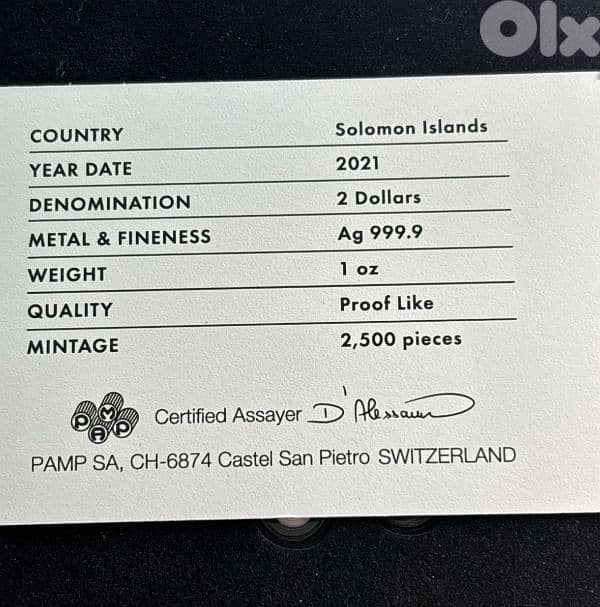 Olx
COUNTRY Solomon Islands
YEAR DATE 2021
DENOMINATION 2 Dollars
METAL & FINENESS Ag 999.9
WEIGHT 1 oz
QUALITY Proof Like
MINTAGE 2,500 pieces
PAMP Certified Assayer D'Alessandro
PAMP SA, CH-6874 Castel San Pietro SWITZERLAND